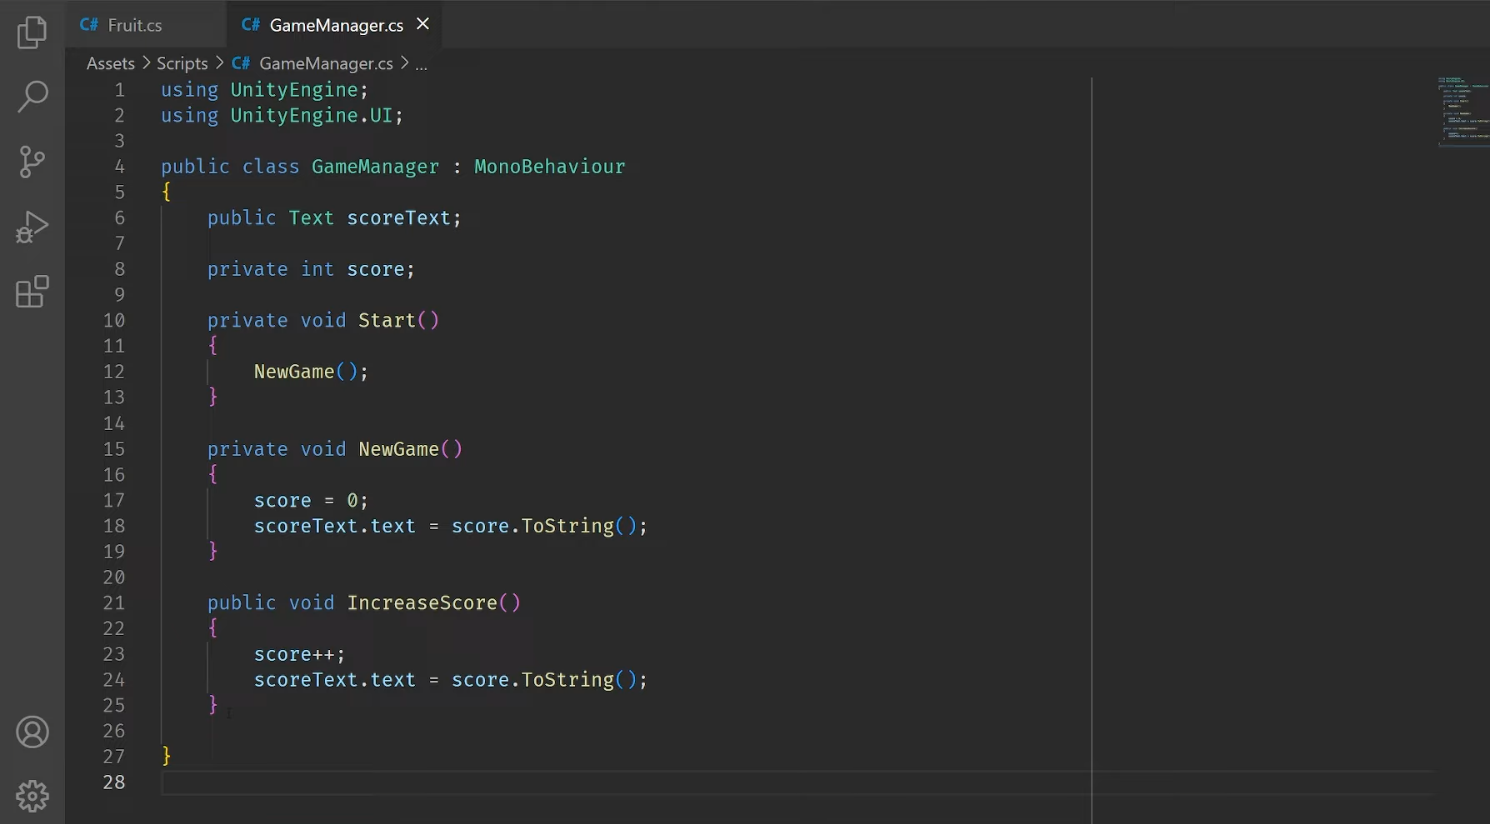 C# Fruit.cs C# GameManager.cs ×
Assets > Scripts > C# GameManager.cs > ...
1 using UnityEngine;
2 using UnityEngine.UI;
3
4 public class GameManager : MonoBehaviour
5 {
6 public Text scoreText;
7
8 private int score;
9
10 private void Start()
11 {
12 NewGame();
13 }
14
15 private void NewGame()
16 {
17 score = 0;
18 scoreText.text = score.ToString();
19 }
20
21 public void IncreaseScore()
22 {
23 score++;
24 scoreText.text = score.ToString();
25 }
26
27 }
28